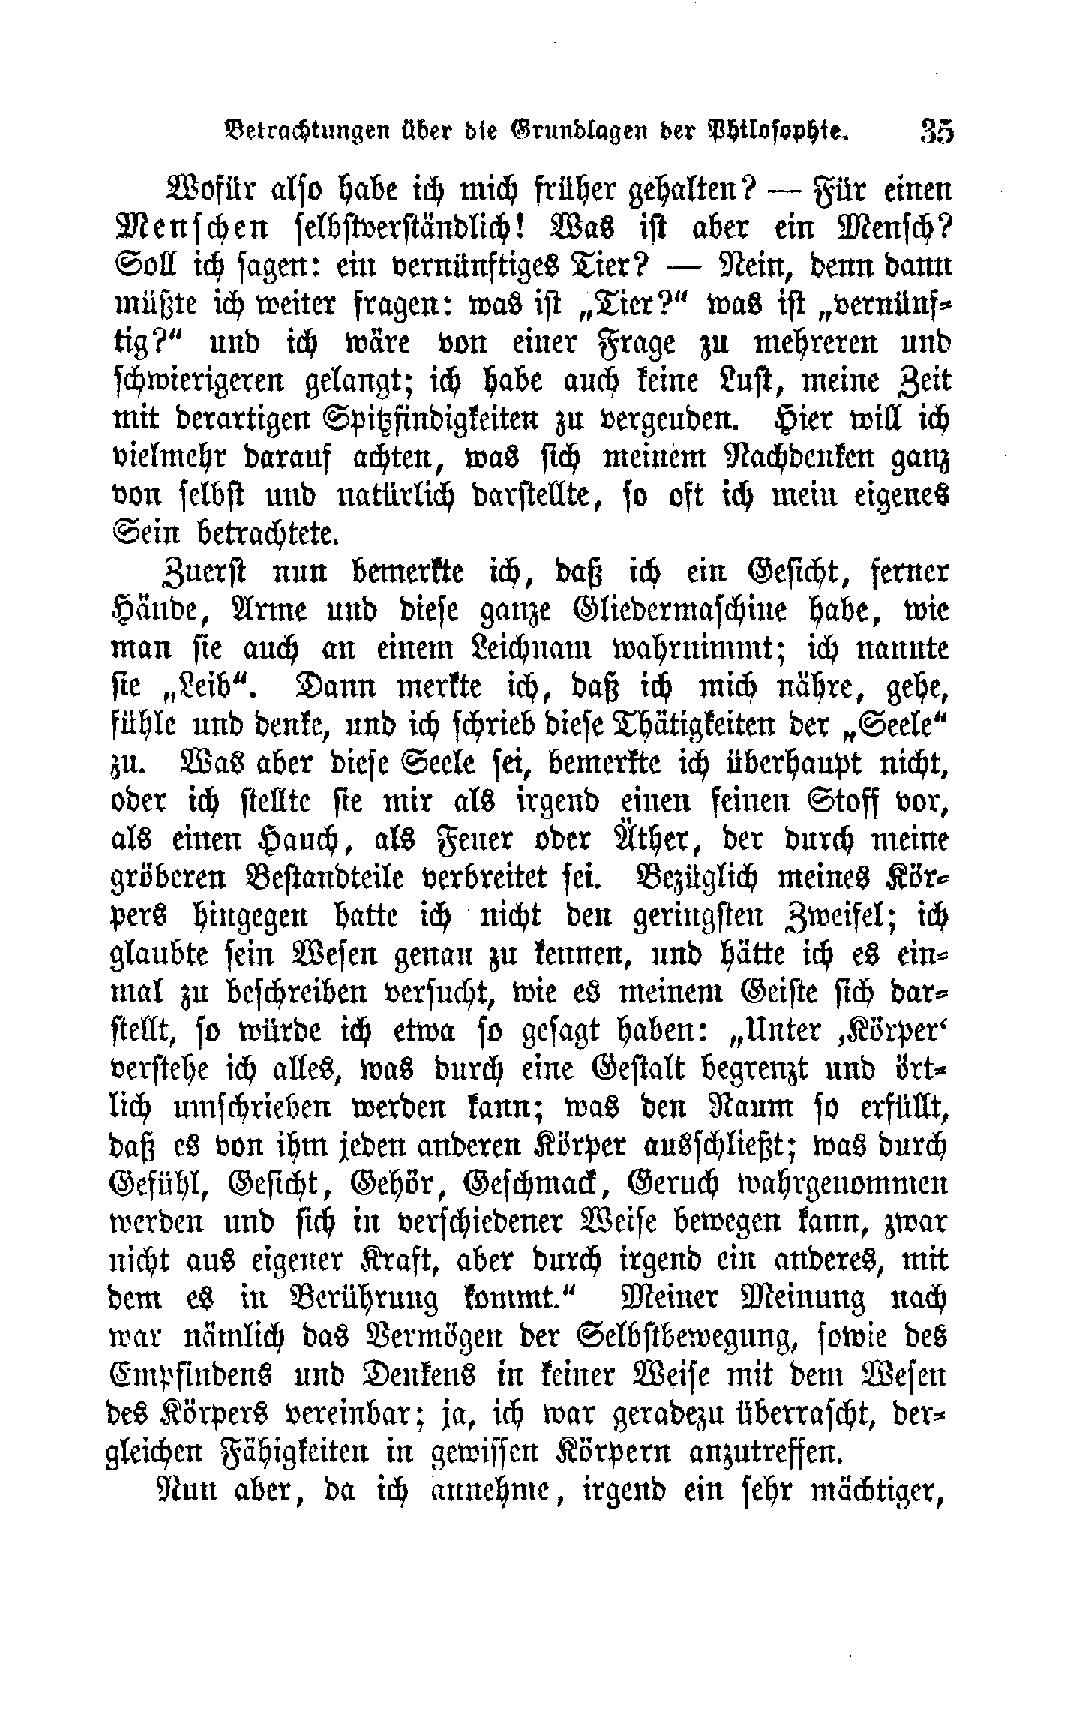 Betrachtungen über die Grundlagen der Philosophie. 35
Wofür also habe ich mich früher gehalten? — Für einen
Menschen selbstverständlich! Was ist aber ein Mensch?
Soll ich sagen: ein vernünftiges Tier? — Nein, denn dann
müßte ich weiter fragen: was ist „Tier?“ was ist „vernünf-
tig?“ und ich wäre von einer Frage zu mehreren und
schwierigeren gelangt; ich habe auch keine Lust, meine Zeit
mit derartigen Spitzfindigkeiten zu vergeuden. Hier will ich
vielmehr darauf achten, was sich meinem Nachdenken ganz
von selbst und natürlich darstellte, so oft ich mein eigenes
Sein betrachtete.
Zuerst nun bemerkte ich, daß ich ein Gesicht, ferner
Hände, Arme und diese ganze Gliedermaschine habe, wie
man sie auch an einem Leichnam wahrnimmt; ich nannte
sie „Leib“. Dann merkte ich, daß ich mich nähre, gehe,
fühle und denke, und ich schrieb diese Thätigkeiten der „Seele“
zu. Was aber diese Seele sei, bemerkte ich überhaupt nicht,
oder ich stellte sie mir als irgend einen feinen Stoff vor,
als einen Hauch, als Feuer oder Äther, der durch meine
gröberen Bestandteile verbreitet sei. Bezüglich meines Kör-
pers hingegen hatte ich nicht den geringsten Zweifel; ich
glaubte sein Wesen genau zu kennen, und hätte ich es ein-
mal zu beschreiben versucht, wie es meinem Geiste sich dar-
stellt, so würde ich etwa so gesagt haben: „Unter ‚Körper‘
verstehe ich alles, was durch eine Gestalt begrenzt und ört-
lich umschrieben werden kann; was den Raum so erfüllt,
daß es von ihm jeden anderen Körper ausschließt; was durch
Gefühl, Gesicht, Gehör, Geschmack, Geruch wahrgenommen
werden und sich in verschiedener Weise bewegen kann, zwar
nicht aus eigener Kraft, aber durch irgend ein anderes, mit
dem es in Berührung kommt.“ Meiner Meinung nach
war nämlich das Vermögen der Selbstbewegung, sowie des
Empfindens und Denkens in keiner Weise mit dem Wesen
des Körpers vereinbar; ja, ich war geradezu überrascht, der-
gleichen Fähigkeiten in gewissen Körpern anzutreffen.
Nun aber, da ich annehme, irgend ein sehr mächtiger,